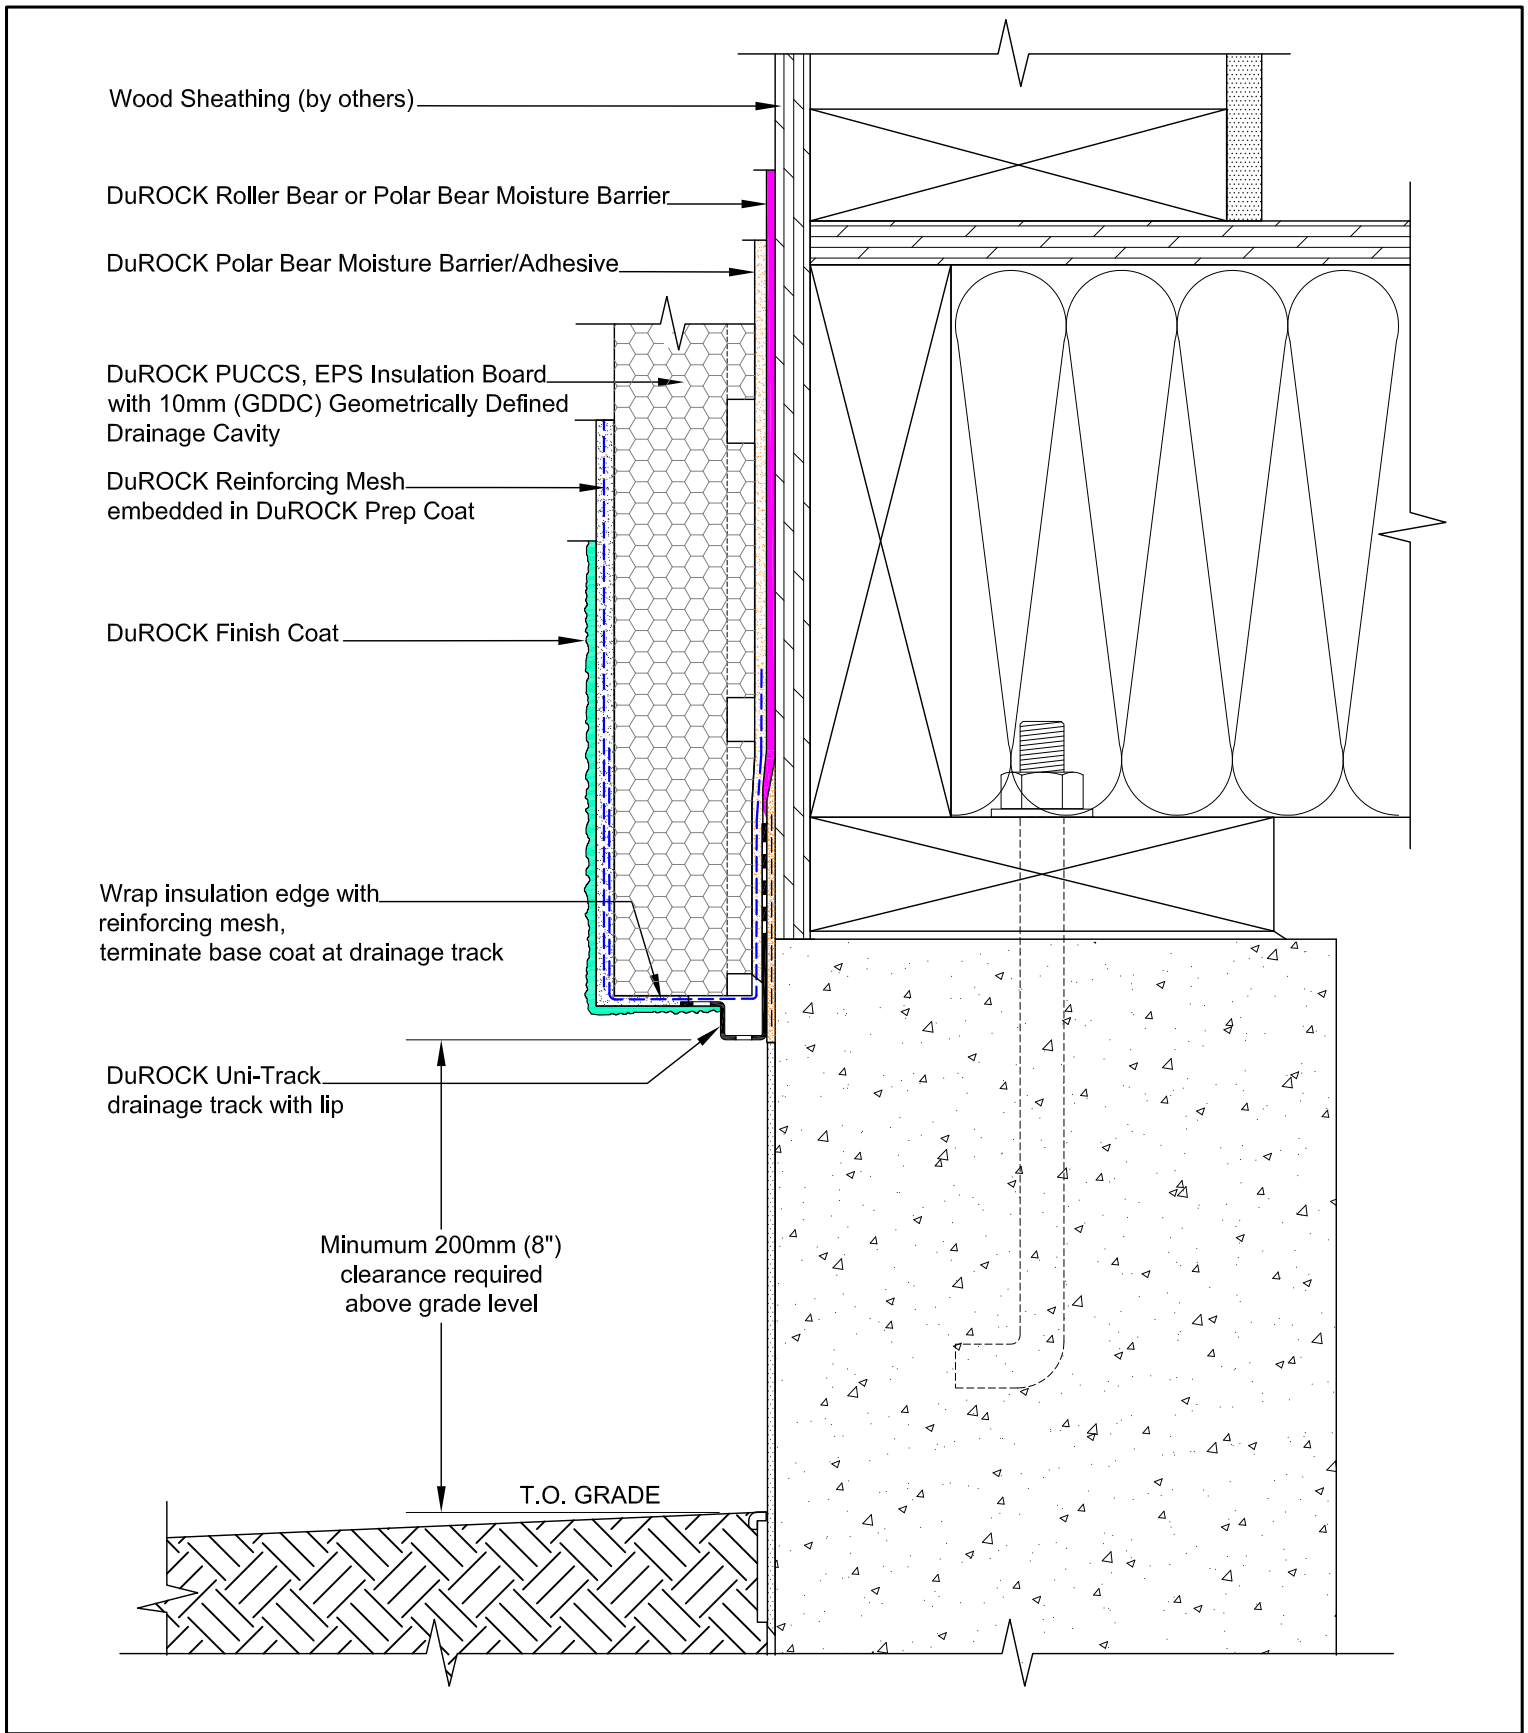 Wood Sheathing (by others)
DuROCK Roller Bear or Polar Bear Moisture Barrier
DuROCK Polar Bear Moisture Barrier/Adhesive
DuROCK PUCCS, EPS Insulation Board
with 10mm (GDDC) Geometrically Defined
Drainage Cavity
DuROCK Reinforcing Mesh
embedded in DuROCK Prep Coat
DuROCK Finish Coat
Wrap insulation edge with
reinforcing mesh,
terminate base coat at drainage track
DuROCK Uni-Track
drainage track with lip
Minumum 200mm (8")
clearance required
above grade level
T.O. GRADE